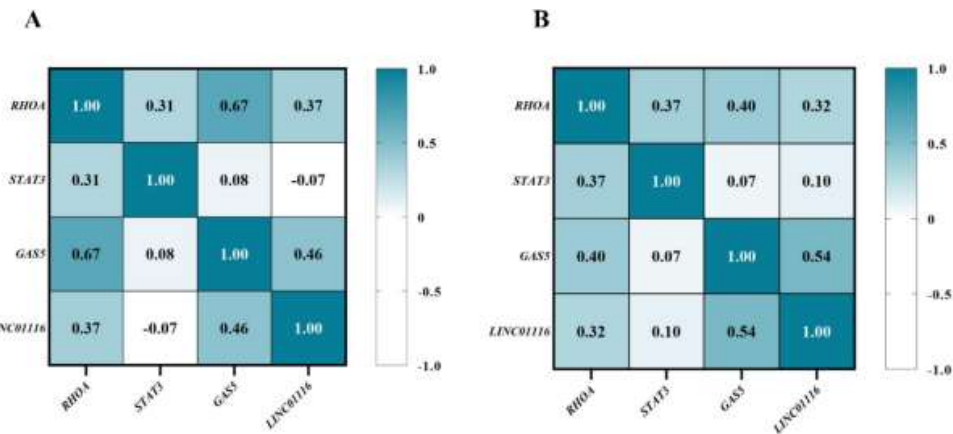 A
RHOA 1.00 0.31 0.67 0.37
STAT3 0.31 1.00 0.08 -0.07
GAS5 0.67 0.08 1.00 0.46
NC01116 0.37 -0.07 0.46 1.00
RHOA STAT3 GAS5 LINC01116
1.0
0.5
0
-0.5
-1.0
B
RHOA 1.00 0.37 0.40 0.32
STAT3 0.37 1.00 0.07 0.10
GAS5 0.40 0.07 1.00 0.54
LINC01116 0.32 0.10 0.54 1.00
RHOA STAT3 GAS5 LINC01116
1.0
0.5
0
-0.5
-1.0